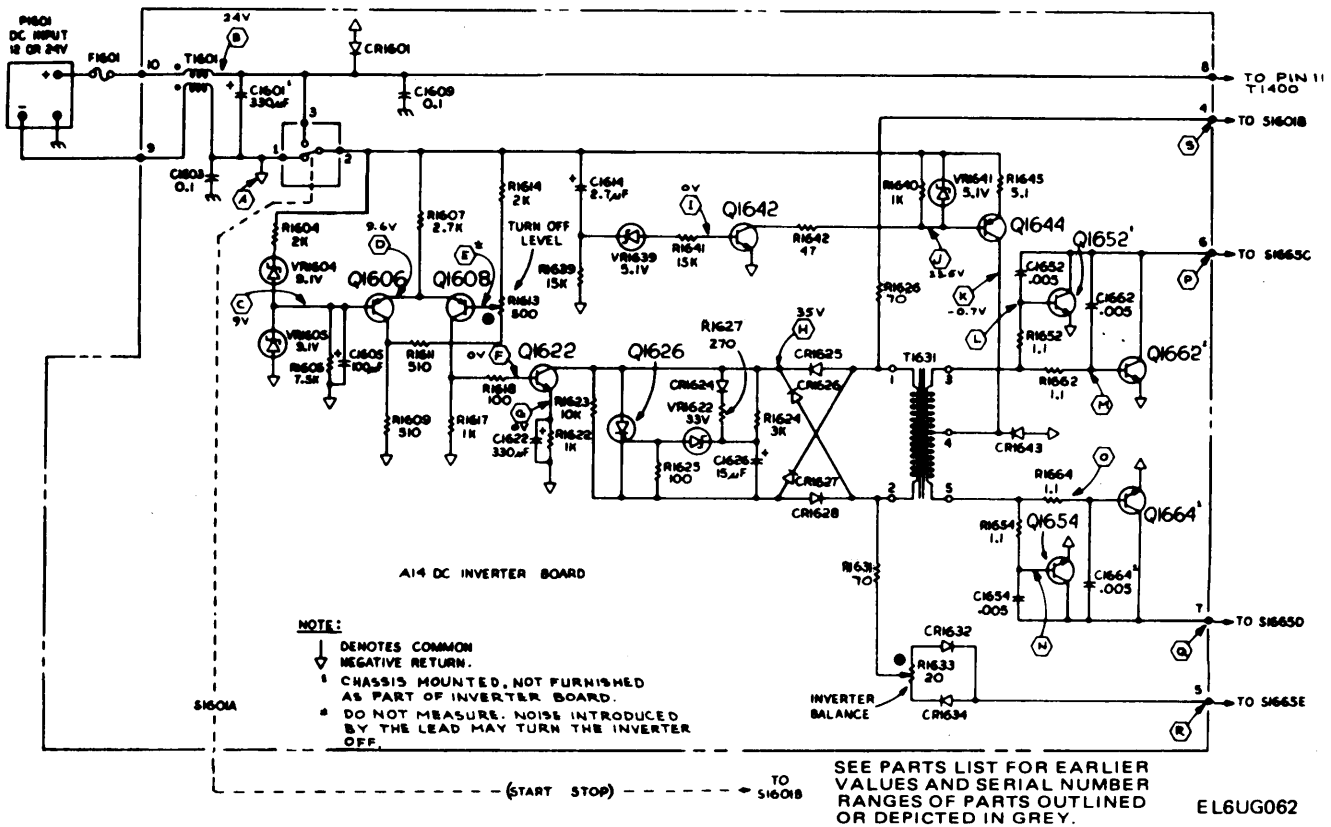 P1601
DC INPUT
12 OR 24V
F1601
10
T1601
24V
B
C1601¹
330µF
CR1601
C1609
0.1
8
TO PIN 11
T1400
4
TO S1601B
S
9
C1603
0.1
A
1
3
2
R1604
2K
VR1604
9.1V
C
9V
VR1605
9.1V
R1606
7.5K
C1605
100µF
R1607
2.7K
9.6V
D
Q1606
Q1608
E
*
R1614
2K
TURN OFF
LEVEL
R1613
500
R1611
510
R1609
510
R1617
1K
R1618
100
0V
F
Q1622
G
0V
C1622
330µF
R1622
1K
R1623
10K
C1614
2.7µF
R1639
15K
VR1639
5.1V
R1641
15K
0V
I
Q1642
R1642
47
R1640
1K
VR1641
5.1V
R1645
5.1
Q1644
J
K
-0.7V
L
Q1626
R1627
270
CR1624
VR1622
33V
R1625
100
R1624
3K
C1626
15µF
35V
H
CR1625
CR1626
CR1627
CR1628
R1626
70
T1631
1
2
3
4
5
CR1643
C1652
.005
Q1652¹
R1652
1.1
C1662
.005
R1662
1.1
M
Q1662¹
6
TO S1665C
P
R1664
1.1
O
Q1664¹
R1654
1.1
Q1654
C1654
.005
C1664¹
.005
N
7
TO S1665D
Q
R1631
70
CR1632
R1633
20
INVERTER
BALANCE
CR1634
5
TO S1665E
R
A14 DC INVERTER BOARD
NOTE:
DENOTES COMMON
NEGATIVE RETURN.
¹ CHASSIS MOUNTED, NOT FURNISHED
AS PART OF INVERTER BOARD.
* DO NOT MEASURE. NOISE INTRODUCED
BY THE LEAD MAY TURN THE INVERTER
OFF.
S1601A
(START STOP)
TO
S1601B
SEE PARTS LIST FOR EARLIER
VALUES AND SERIAL NUMBER
RANGES OF PARTS OUTLINED
OR DEPICTED IN GREY.
EL6UG062